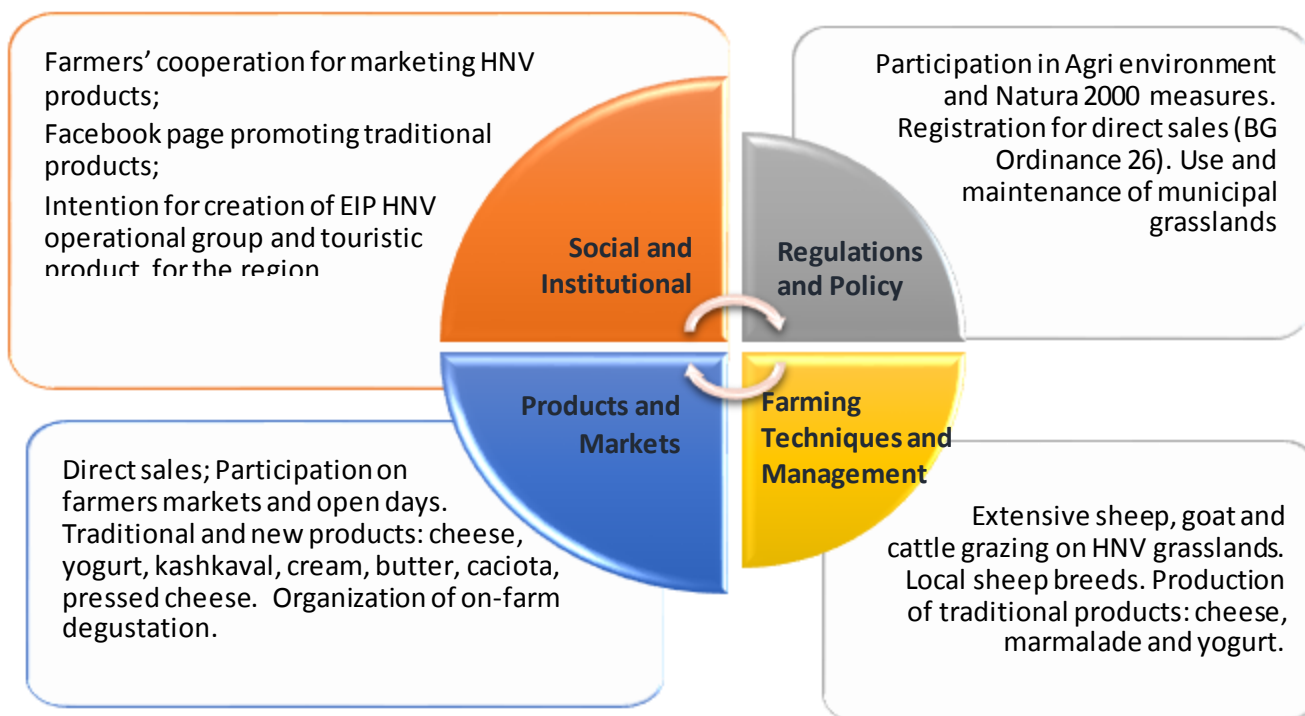 Farmers' cooperation for marketing HNV
products;
Facebook page promoting traditional
products;
Intention for creation of EIP HNV
operational group and touristic
product for the region
Participation in Agri environment
and Natura 2000 measures.
Registration for direct sales (BG
Ordinance 26). Use and
maintenance of municipal
grasslands
Social and
Institutional
Regulations
and Policy
Products and
Markets
Farming
Techniques and
Management
Direct sales; Participation on
farmers markets and open days.
Traditional and new products: cheese,
yogurt, kashkaval, cream, butter, caciota,
pressed cheese. Organization of on-farm
degustation.
Extensive sheep, goat and
cattle grazing on HNV grasslands.
Local sheep breeds. Production
of traditional products: cheese,
marmalade and yogurt.